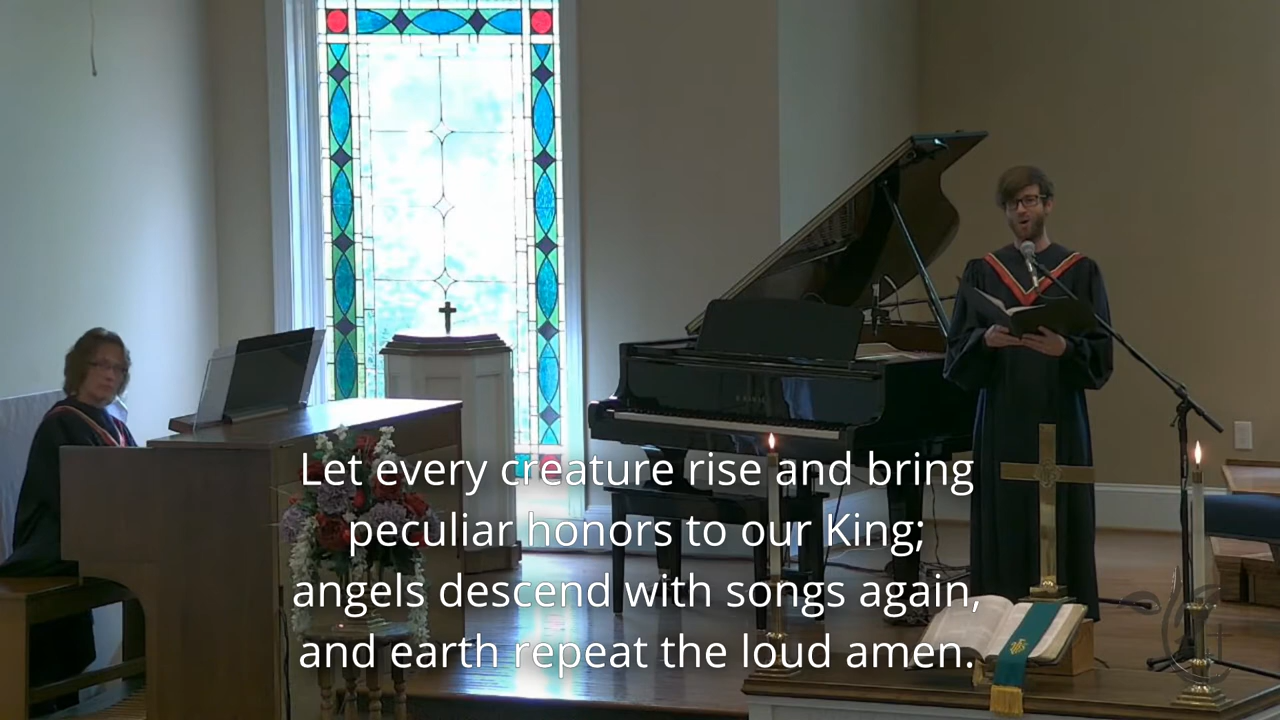 Let every creature rise and bring
peculiar honors to our King;
angels descend with songs again,
and earth repeat the loud amen.